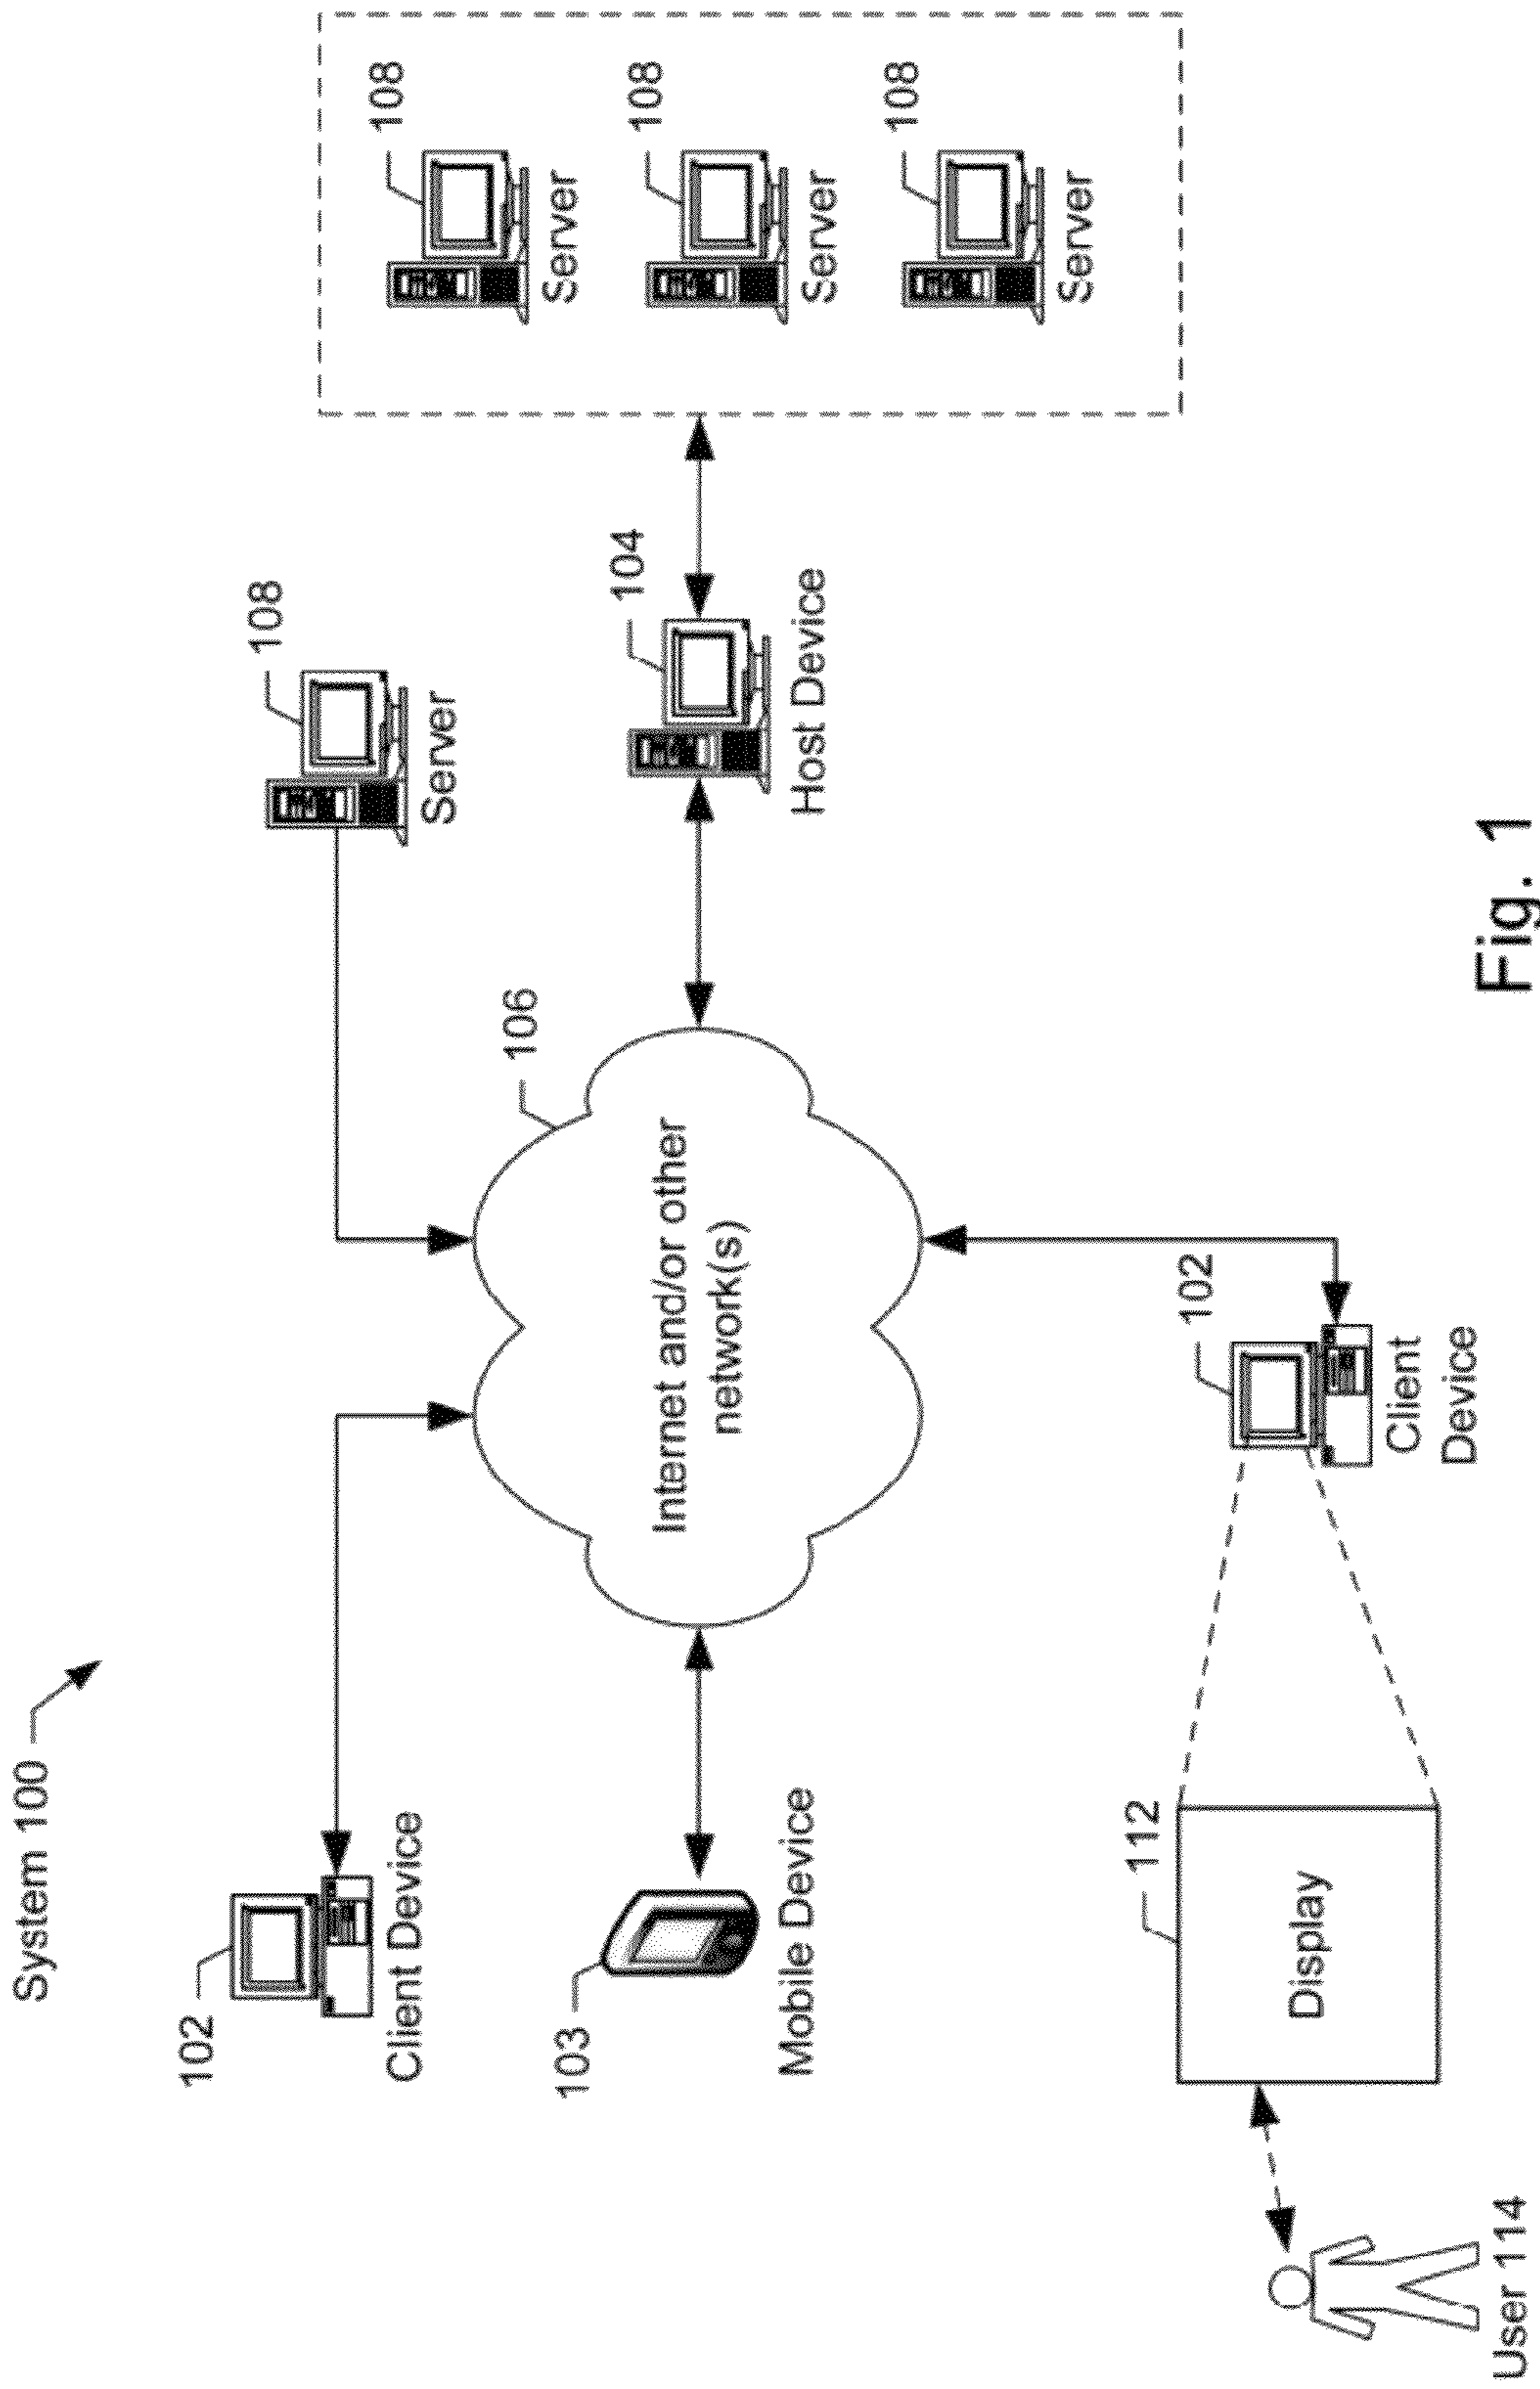 System 100
102
Client Device
108
Server
108
Server
103
Mobile Device
106
Internet and/or other
network(s)
104
Host Device
108
Server
108
Server
112
Display
102
Client
Device
User 114
Fig. 1